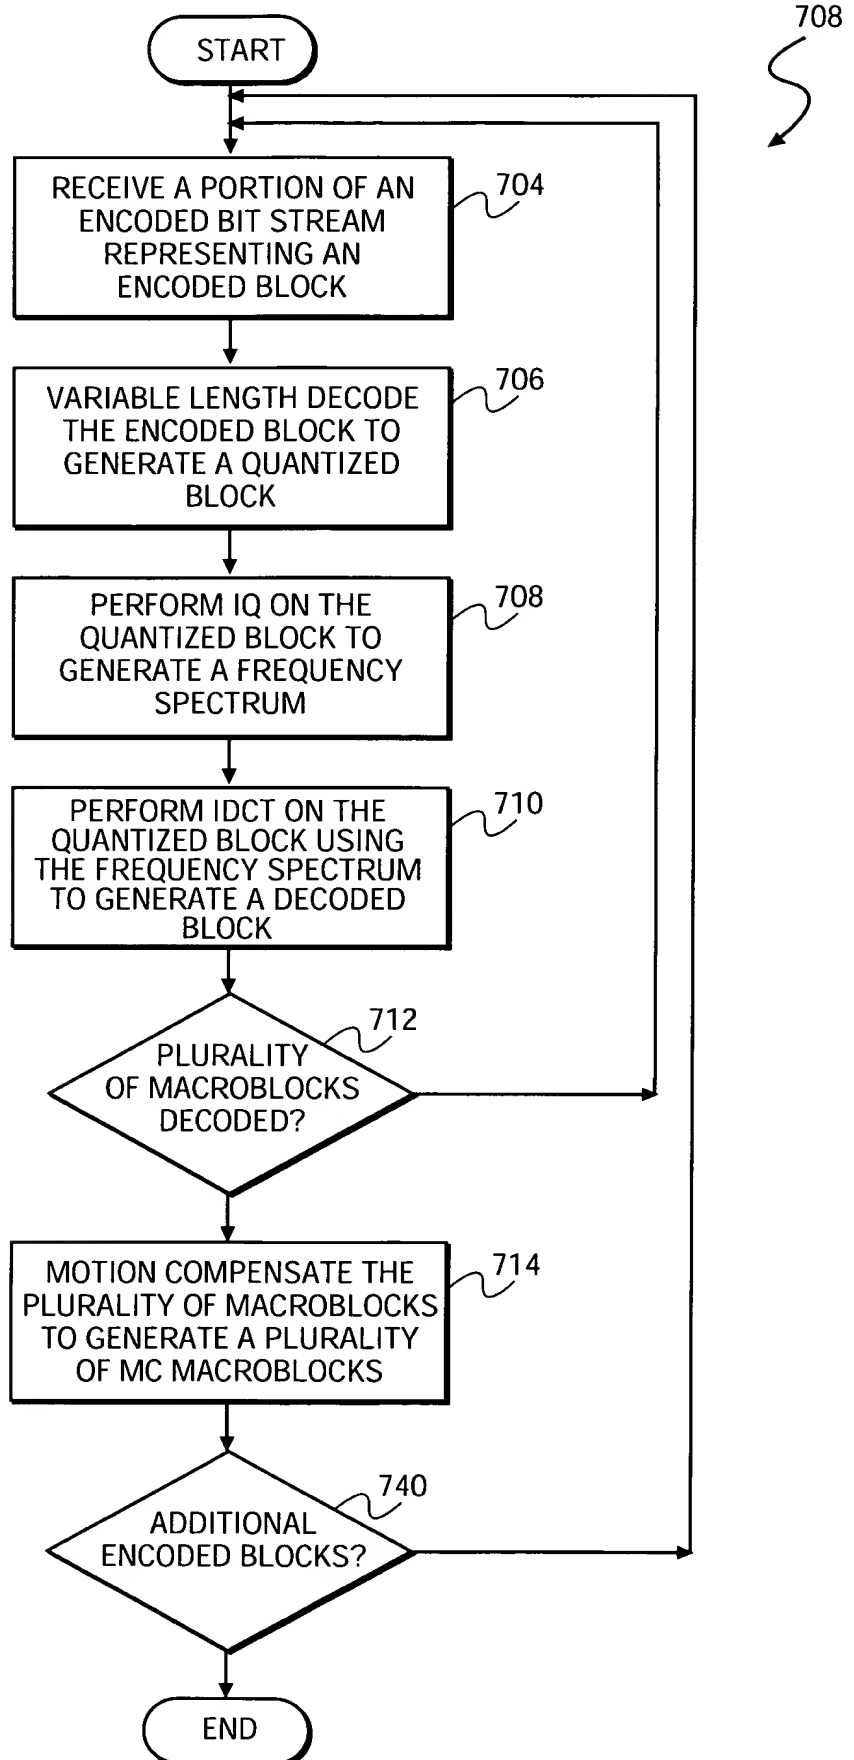 708
START
RECEIVE A PORTION OF AN
ENCODED BIT STREAM
REPRESENTING AN
ENCODED BLOCK
704
VARIABLE LENGTH DECODE
THE ENCODED BLOCK TO
GENERATE A QUANTIZED
BLOCK
706
PERFORM IQ ON THE
QUANTIZED BLOCK TO
GENERATE A FREQUENCY
SPECTRUM
708
PERFORM IDCT ON THE
QUANTIZED BLOCK USING
THE FREQUENCY SPECTRUM
TO GENERATE A DECODED
BLOCK
710
PLURALITY
OF MACROBLOCKS
DECODED?
712
MOTION COMPENSATE THE
PLURALITY OF MACROBLOCKS
TO GENERATE A PLURALITY
OF MC MACROBLOCKS
714
ADDITIONAL
ENCODED BLOCKS?
740
END